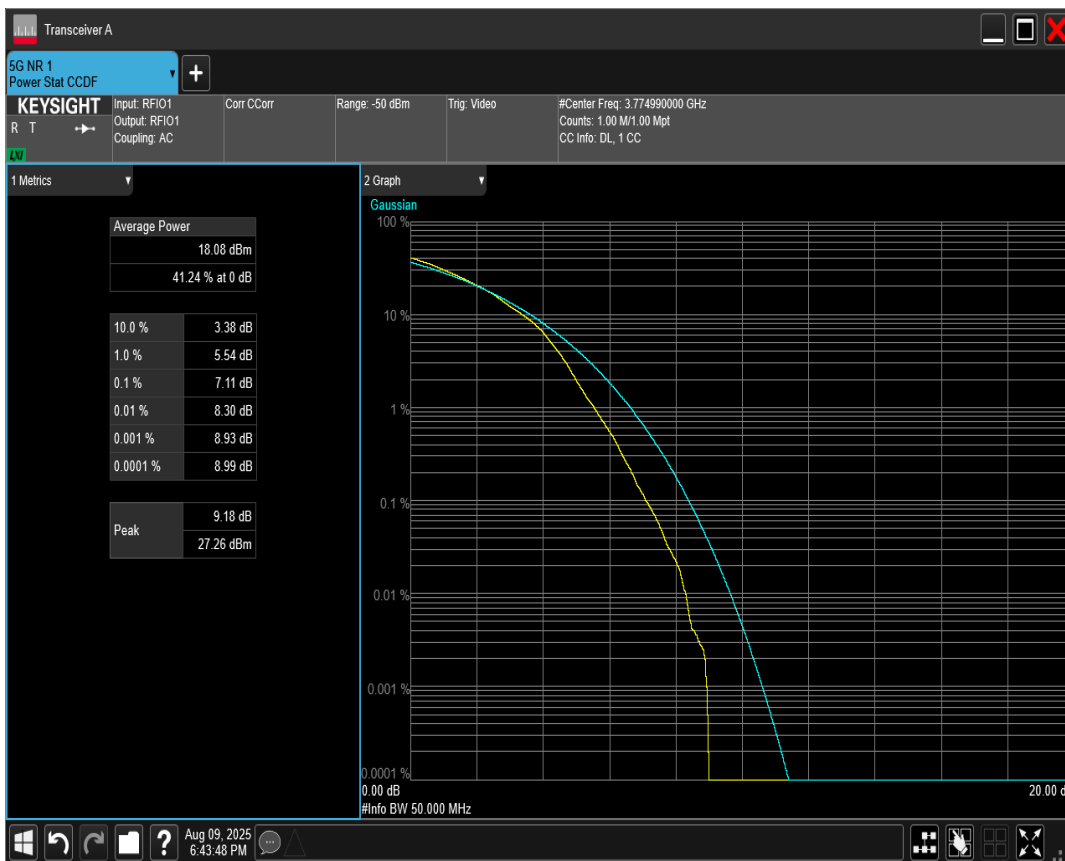 Transceiver A
5G NR 1
Power Stat CCDF
KEYSIGHT
R T
LXI
Input: RFIO1
Output: RFIO1
Coupling: AC
Corr CCorr
Range: -50 dBm
Trig: Video
#Center Freq: 3.774990000 GHz
Counts: 1.00 M/1.00 Mpt
CC Info: DL, 1 CC
1 Metrics
Average Power
18.08 dBm
41.24 % at 0 dB
10.0 % 3.38 dB
1.0 % 5.54 dB
0.1 % 7.11 dB
0.01 % 8.30 dB
0.001 % 8.93 dB
0.0001 % 8.99 dB
Peak 9.18 dB
27.26 dBm
2 Graph
Gaussian
100 %
10 %
1 %
0.1 %
0.01 %
0.001 %
0.0001 %
0.00 dB
20.00 d
#Info BW 50.000 MHz
?
Aug 09, 2025
6:43:48 PM